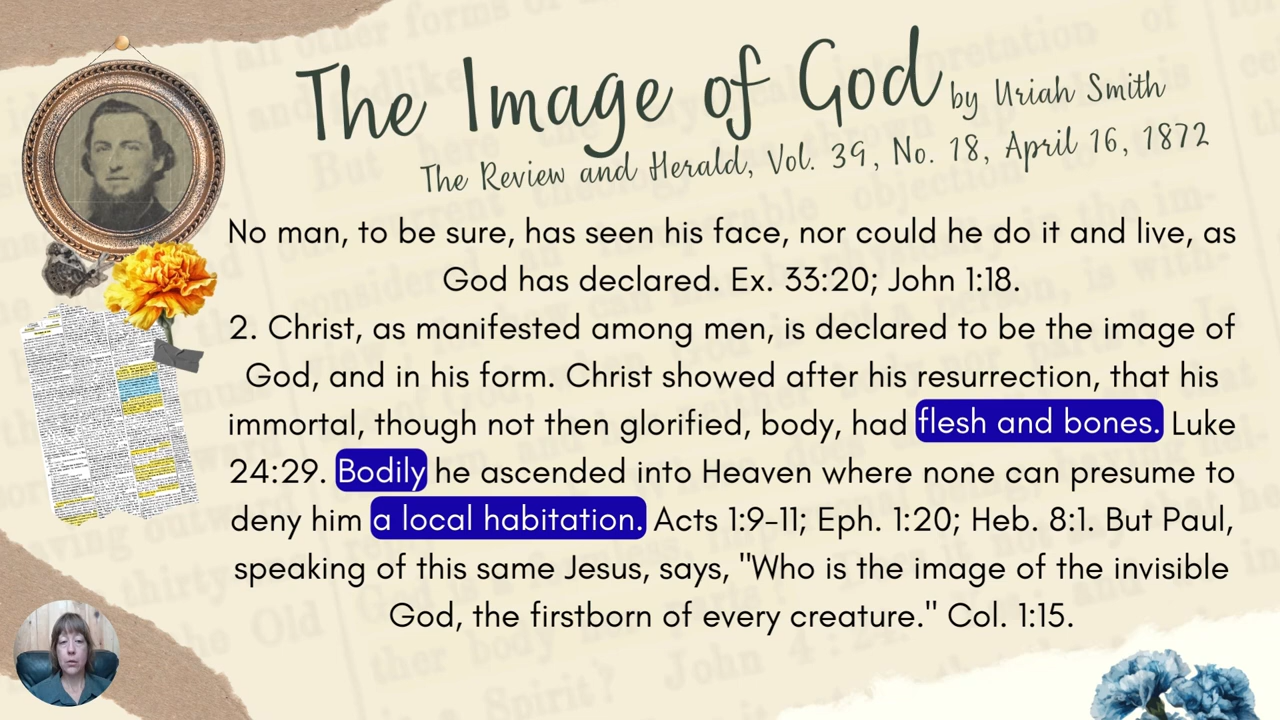 The Image of God by Uriah Smith
The Review and Herald, Vol. 39, No. 18, April 16, 1872
No man, to be sure, has seen his face, nor could he do it and live, as
God has declared. Ex. 33:20; John 1:18.
2. Christ, as manifested among men, is declared to be the image of
God, and in his form. Christ showed after his resurrection, that his
immortal, though not then glorified, body, had flesh and bones. Luke
24:29. Bodily he ascended into Heaven where none can presume to
deny him a local habitation. Acts 1:9-11; Eph. 1:20; Heb. 8:1. But Paul,
speaking of this same Jesus, says, "Who is the image of the invisible
God, the firstborn of every creature." Col. 1:15.